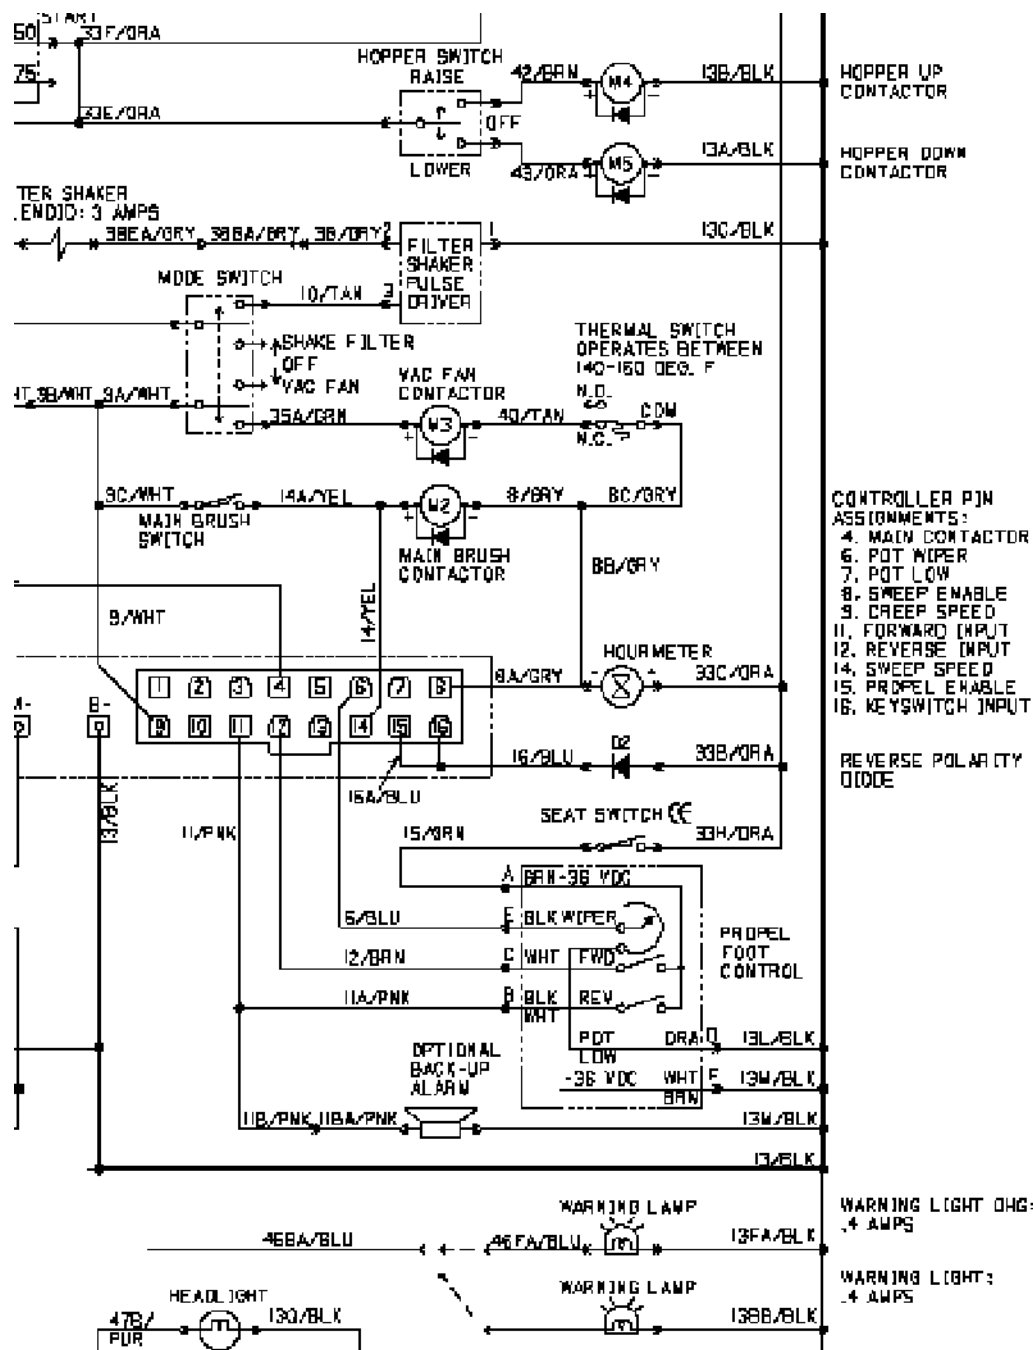 START
50
33F/ORA
HOPPER SWITCH
RAISE
42/BRN
M4
13B/BLK
HOPPER UP
CONTACTOR
75
+
-
33E/ORA
OFF
LOWER
43/ORA
M5
13A/BLK
HOPPER DOWN
CONTACTOR
+
-
TER SHAKER
LENOID: 3 AMPS
38EA/GRY
38BA/GRY
38/GRY
2
1
13C/BLK
FILTER
SHAKER
PULSE
DRIVER
MODE SWITCH
10/TAN
3
SHAKE FILTER
OFF
VAC FAN
THERMAL SWITCH
OPERATES BETWEEN
140-160 DEG. F
VAC FAN
CONTACTOR
N.O.
HT
9B/WHT
9A/WHT
35A/GRN
M3
40/TAN
COM
N.C.
+
-
9C/WHT
14A/YEL
M2
8/GRY
8C/GRY
+
-
MAIN BRUSH
SWITCH
MAIN BRUSH
CONTACTOR
8B/GRY
CONTROLLER PIN
ASSIGNMENTS:
4. MAIN CONTACTOR
6. POT WIPER
7. POT LOW
8. SWEEP ENABLE
9. CREEP SPEED
11. FORWARD INPUT
12. REVERSE INPUT
14. SWEEP SPEED
15. PROPEL ENABLE
16. KEYSWITCH INPUT
9/WHT
14/YEL
HOURMETER
1 2 3 4 5 6 7 8
8A/GRY
-
+
33C/ORA
M-
B-
9 10 11 12 13 14 15 16
16/BLU
D2
33B/ORA
REVERSE POLARITY
DIODE
16A/BLU
13/BLK
11/PNK
SEAT SWITCH CE
15/GRN
33H/ORA
A
GRN-36 VDC
6/BLU
E
BLK WIPER
PROPEL
FOOT
CONTROL
12/BRN
C
WHT FWD
11A/PNK
B
BLK REV
WHT
OPTIONAL
BACK-UP
ALARM
POT
LOW
ORA
D
13L/BLK
-36 VDC
WHT
BRN
F
13M/BLK
11B/PNK
11BA/PNK
13W/BLK
13/BLK
WARNING LAMP
WARNING LIGHT OHG:
.4 AMPS
46BA/BLU
46FA/BLU
13FA/BLK
HEADLIGHT
WARNING LAMP
WARNING LIGHT:
.4 AMPS
47B/
PUR
13Q/BLK
13BB/BLK